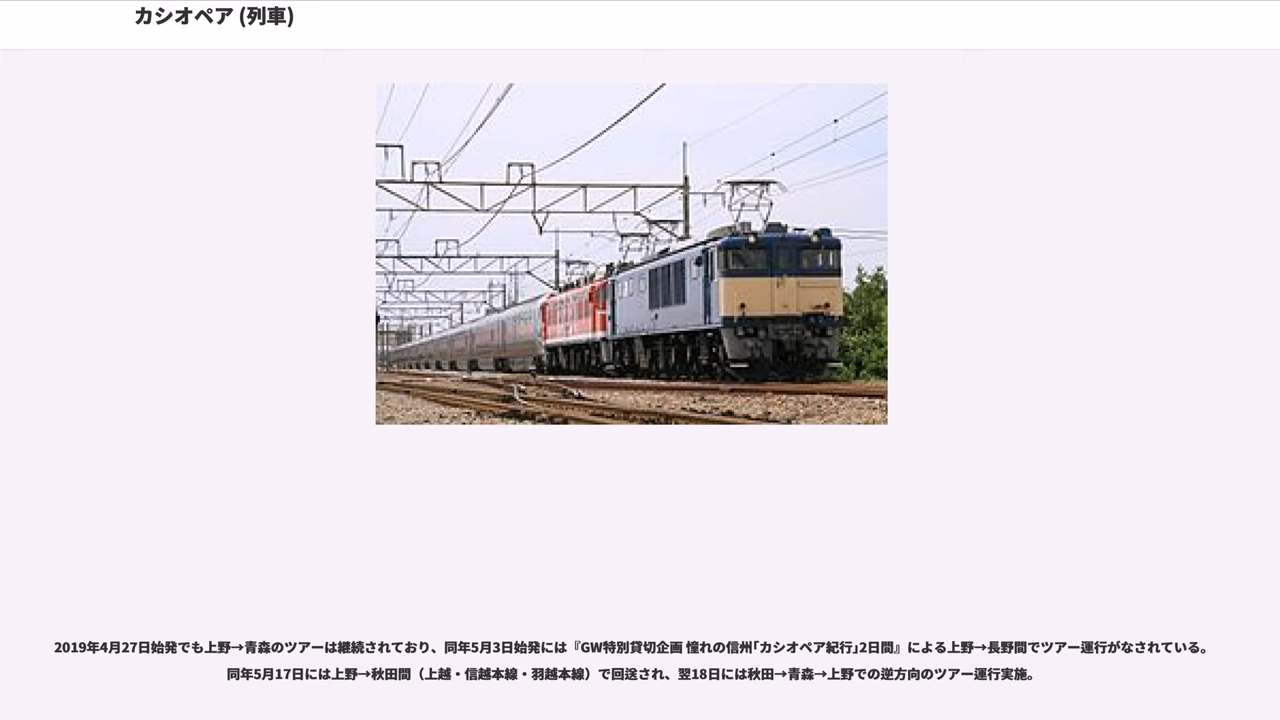 カシオペア (列車)
2019年4月27日始発でも上野→青森のツアーは継続されており、同年5月3日始発には『GW特別貸切企画 憧れの信州｢カシオペア紀行｣2日間』による上野→長野間でツアー運行がなされている。
同年5月17日には上野→秋田間（上越・信越本線・羽越本線）で回送され、翌18日には秋田→青森→上野での逆方向のツアー運行実施。